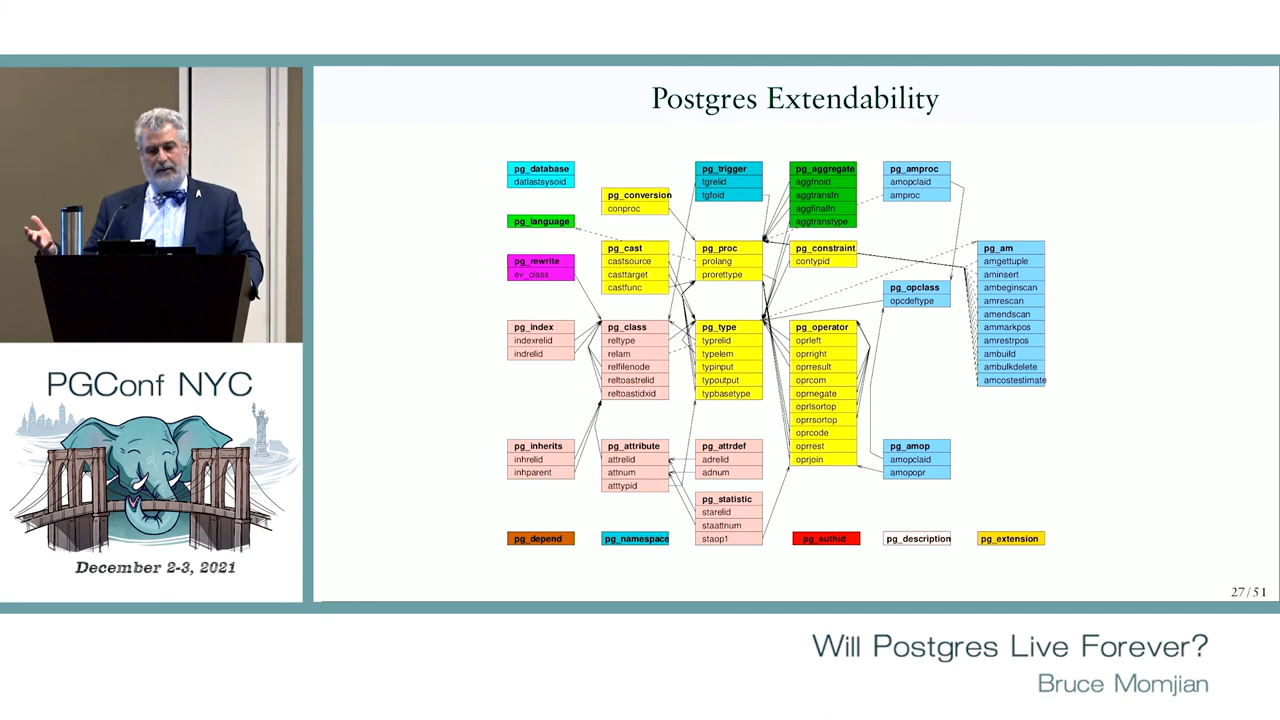 Postgres Extendability
pg_database
datlastsysoid
pg_language
pg_rewrite
ev_class
pg_index
indexrelid
indrelid
pg_inherits
inhrelid
inhparent
pg_depend
pg_conversion
conproc
pg_cast
castsource
casttarget
castfunc
pg_class
reltype
relam
relfilenode
reltoastrelid
reltoastidxid
pg_attribute
attrelid
attnum
atttypid
pg_namespace
pg_trigger
tgrelid
tgfoid
pg_proc
prolang
prorettype
pg_type
typrelid
typelem
typinput
typoutput
typbasetype
pg_attrdef
adrelid
adnum
pg_statistic
starelid
staattnum
staop1
pg_aggregate
aggfnoid
aggtransfn
aggfinalfn
aggtranstype
pg_constraint
contypid
pg_operator
oprleft
oprright
oprresult
oprcom
oprnegate
oprlsortop
oprrsortop
oprcode
oprrest
oprjoin
pg_authid
pg_amproc
amopclaid
amproc
pg_opclass
opcdeftype
pg_amop
amopclaid
amopopr
pg_description
pg_am
amgettuple
aminsert
ambeginscan
amrescan
amendscan
ammarkpos
amrestrpos
ambuild
ambulkdelete
amcostestimate
pg_extension
27/51
PGConf NYC
December 2-3, 2021
Will Postgres Live Forever?
Bruce Momjian